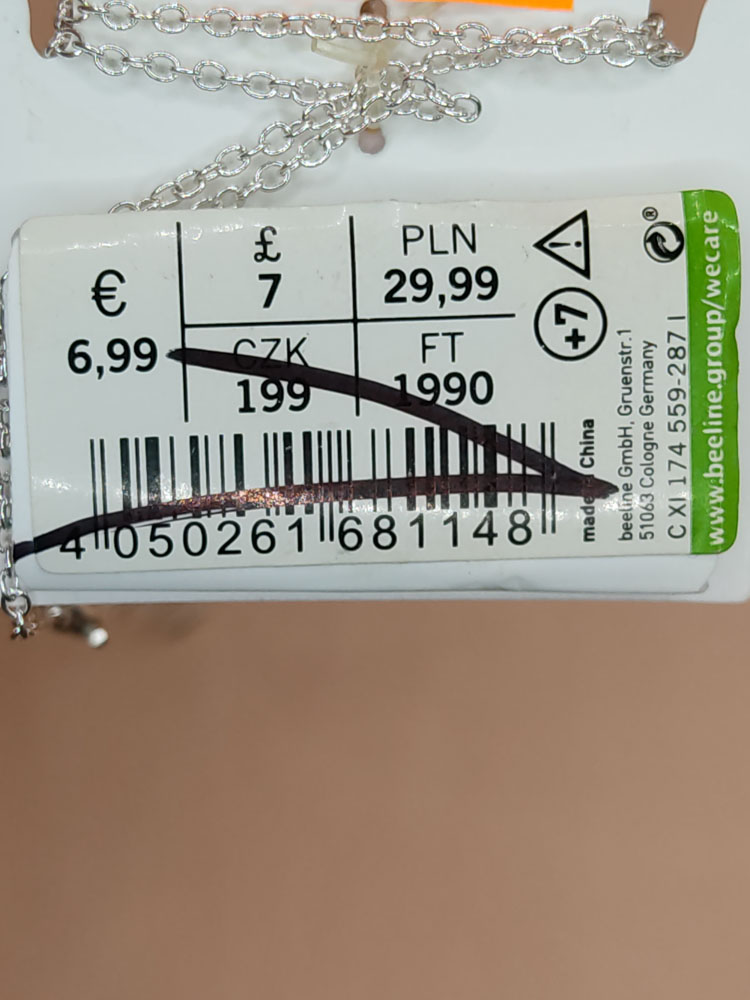 €
6,99
£
7
PLN
29,99
CZK
199
FT
1990
4 050261 681148
+7
made China
beeline GmbH, Gruenstr.1
51063 Cologne Germany
C XI 174 559-287 I
www.beeline.group/wecare
®